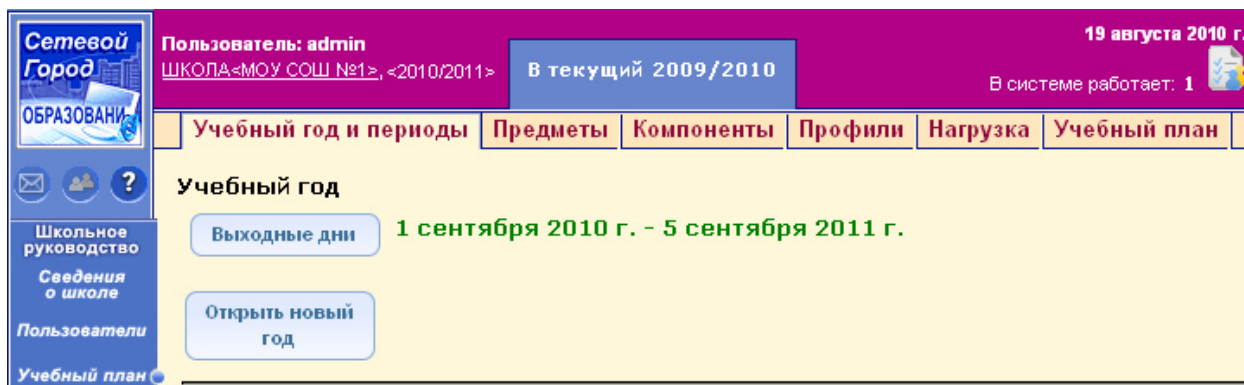 Сетевой
Город
ОБРАЗОВАНИ
Пользователь: admin
ШКОЛА<МОУ СОШ №1>, <2010/2011>
В текущий 2009/2010
19 августа 2010 г.
В системе работает: 1
Учебный год и периоды Предметы Компоненты Профили Нагрузка Учебный план
?
Учебный год
Выходные дни 1 сентября 2010 г. - 5 сентября 2011 г.
Открыть новый
год
Школьное
руководство
Сведения
о школе
Пользователи
Учебный план